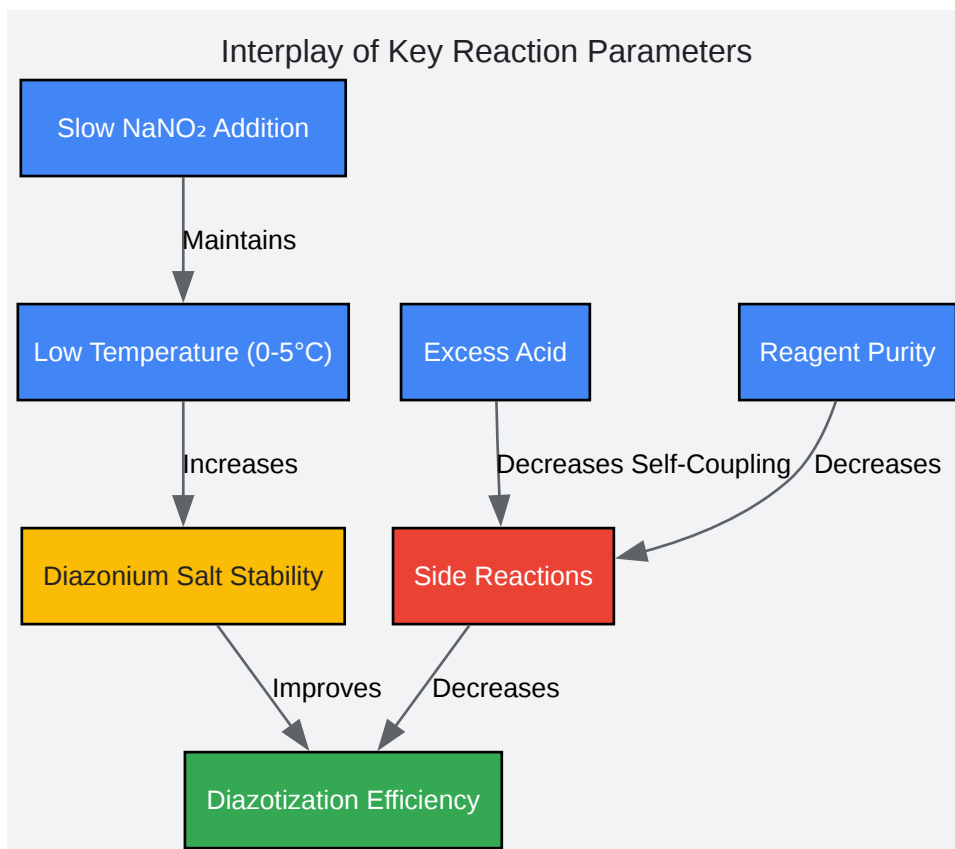 Interplay of Key Reaction Parameters
Slow NaNO₂ Addition
Maintains
Low Temperature (0-5°C)
Excess Acid
Reagent Purity
Increases
Decreases Self-Coupling
Decreases
Diazonium Salt Stability
Side Reactions
Improves
Decreases
Diazotization Efficiency